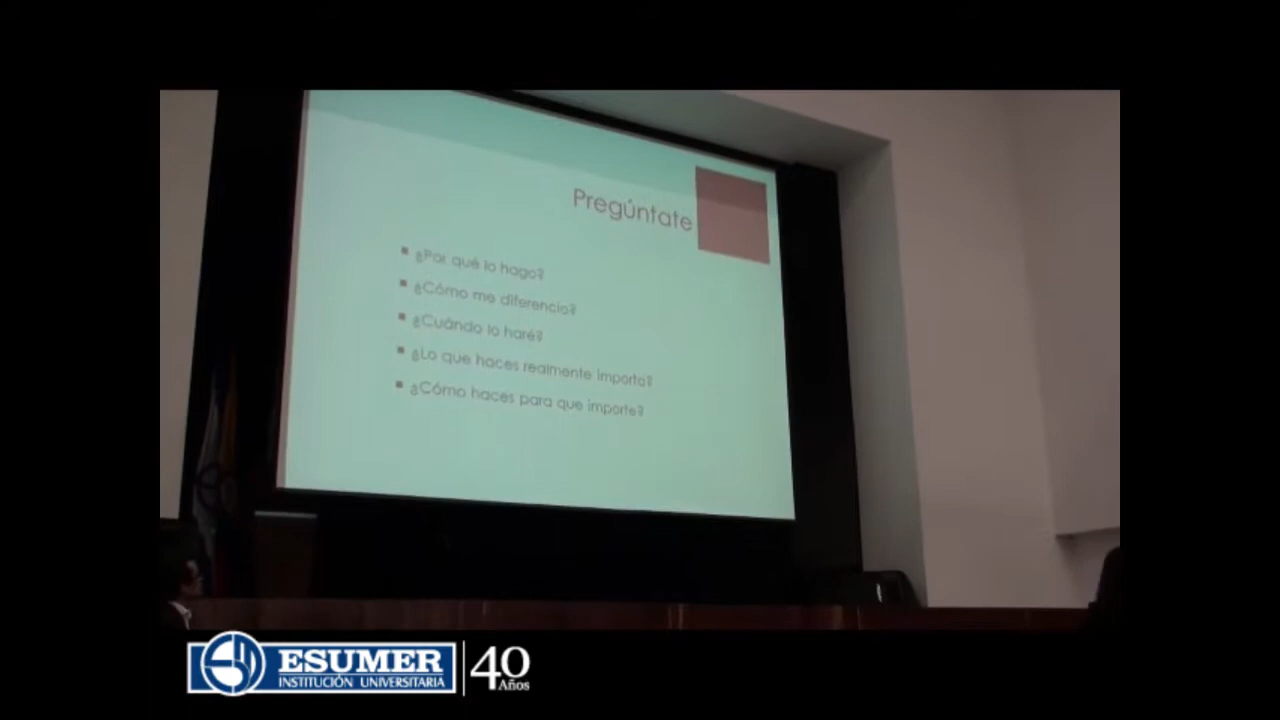 Pregúntate
¿Por qué lo hago?
¿Cómo me diferencio?
¿Cuándo lo haré?
¿Lo que haces realmente importa?
¿Cómo haces para que importe?
ESUMER
INSTITUCIÓN UNIVERSITARIA
40
Años